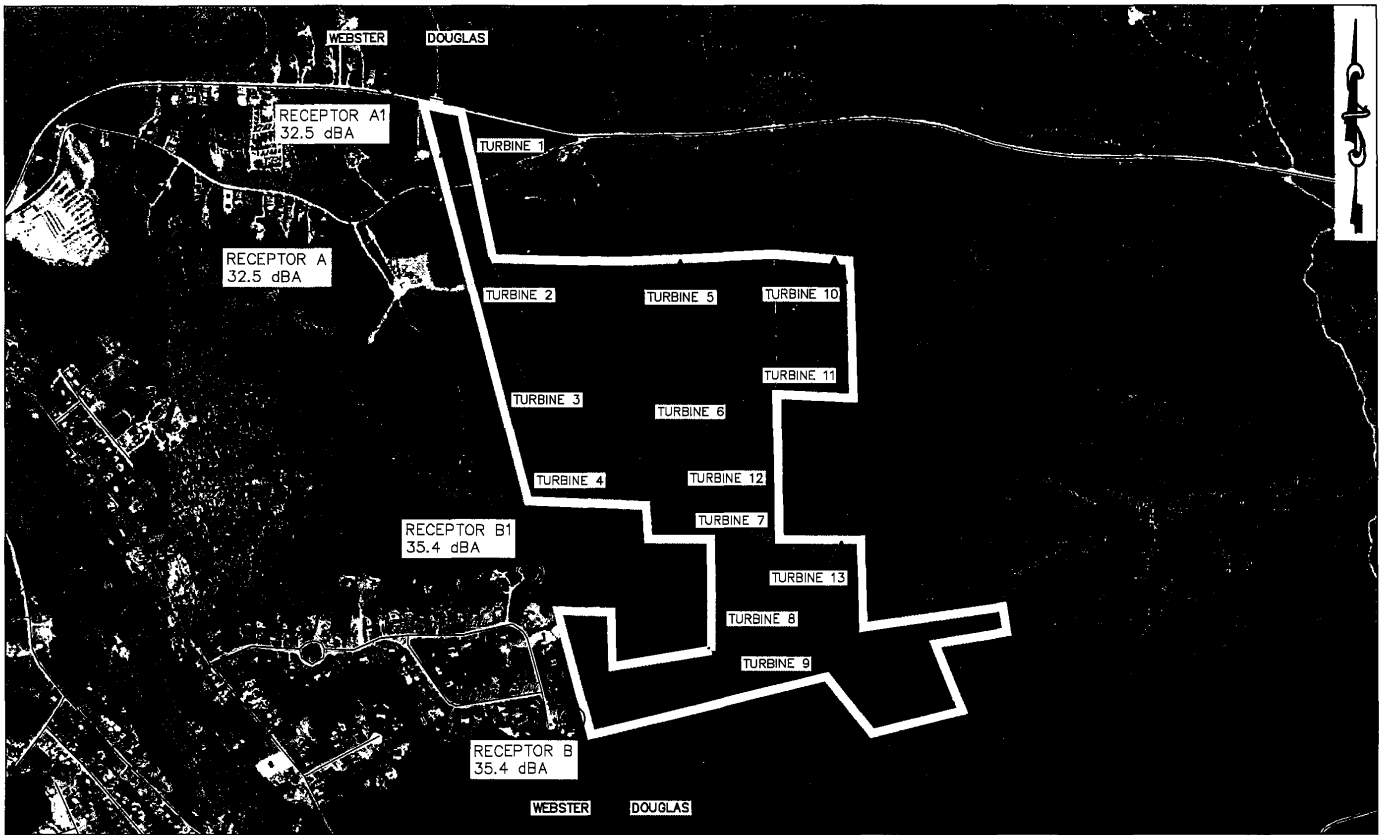 WEBSTER DOUGLAS
RECEPTOR A1
32.5 dBA
TURBINE 1
RECEPTOR A
32.5 dBA
TURBINE 2
TURBINE 5
TURBINE 10
TURBINE 11
TURBINE 3
TURBINE 6
TURBINE 4
TURBINE 12
TURBINE 7
RECEPTOR B1
35.4 dBA
TURBINE 13
TURBINE 8
TURBINE 9
RECEPTOR B
35.4 dBA
WEBSTER DOUGLAS